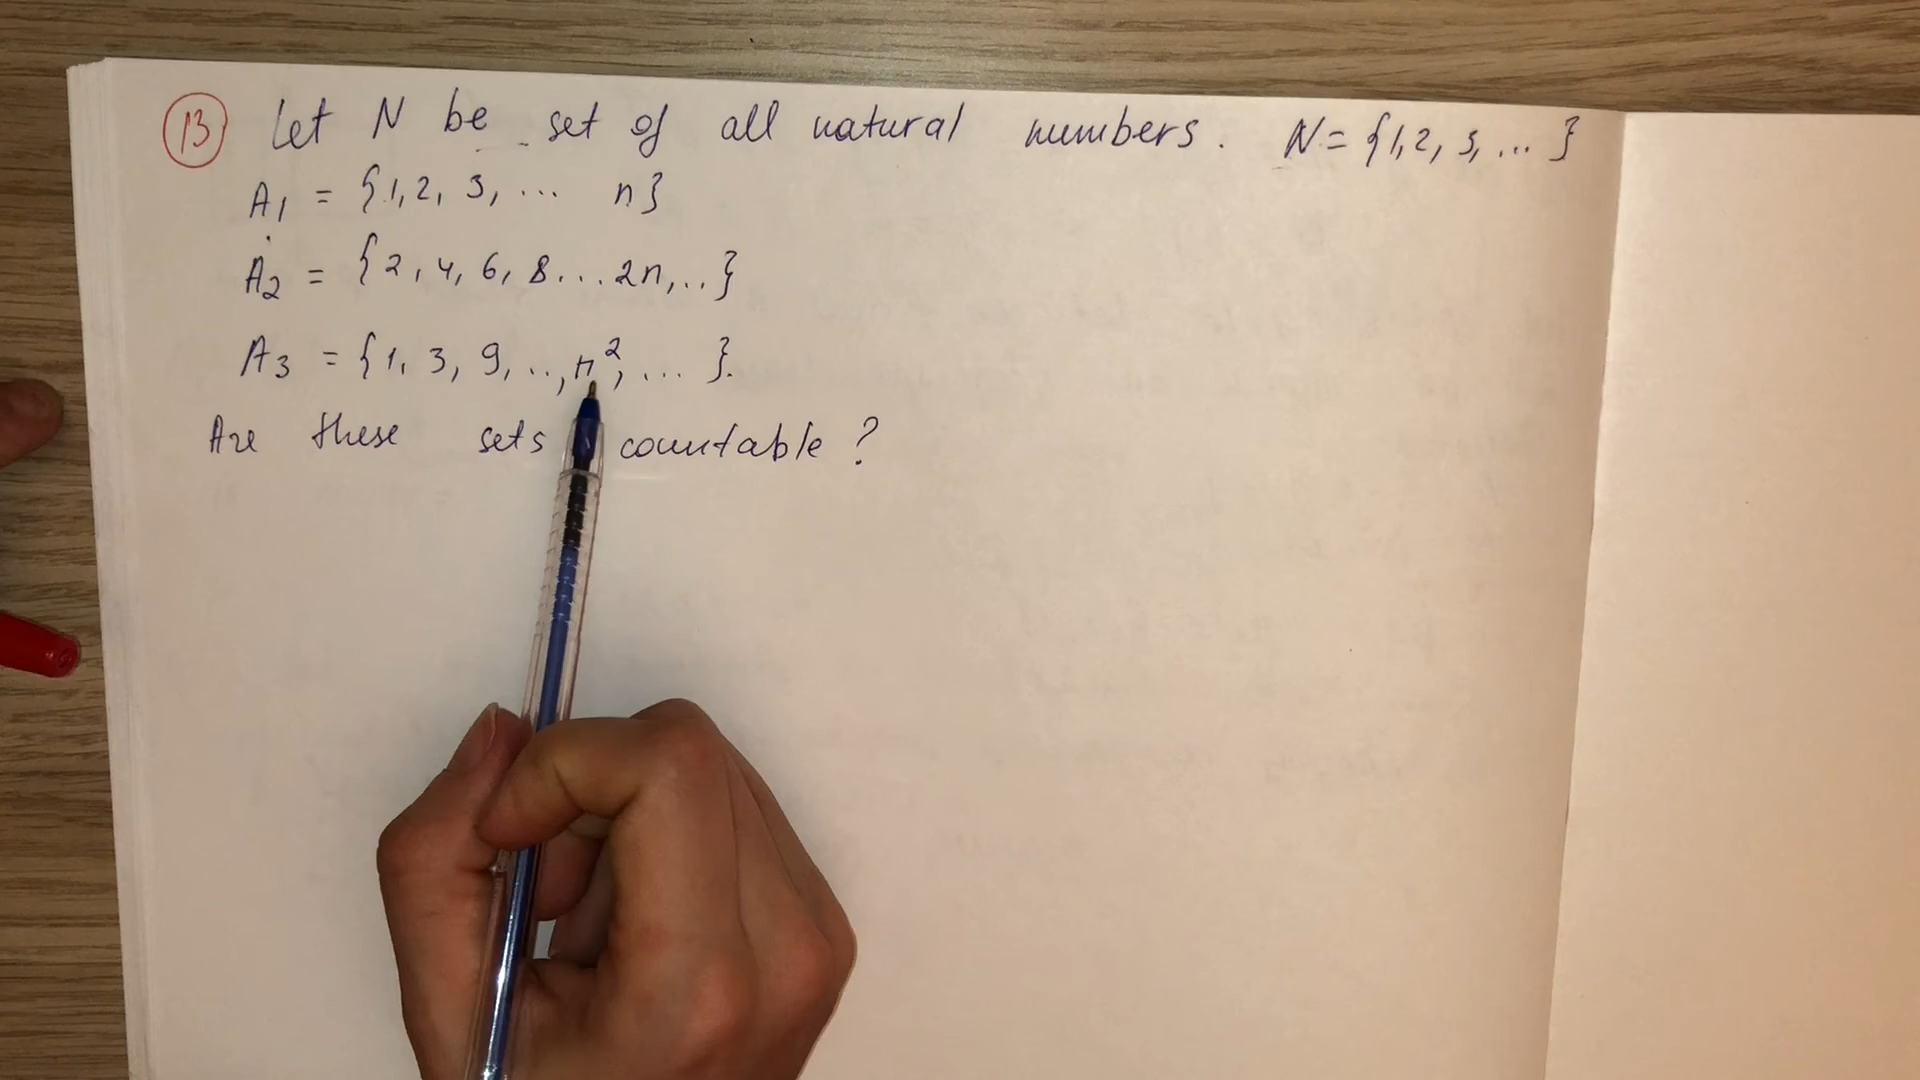 13 Let N be set of all natural numbers. N = {1, 2, 3, ... }
A1 = {1, 2, 3, ... n}
A2 = {2, 4, 6, 8 ... 2n, .. }
A3 = {1, 3, 9, .., n², ... }.
Are these sets countable ?